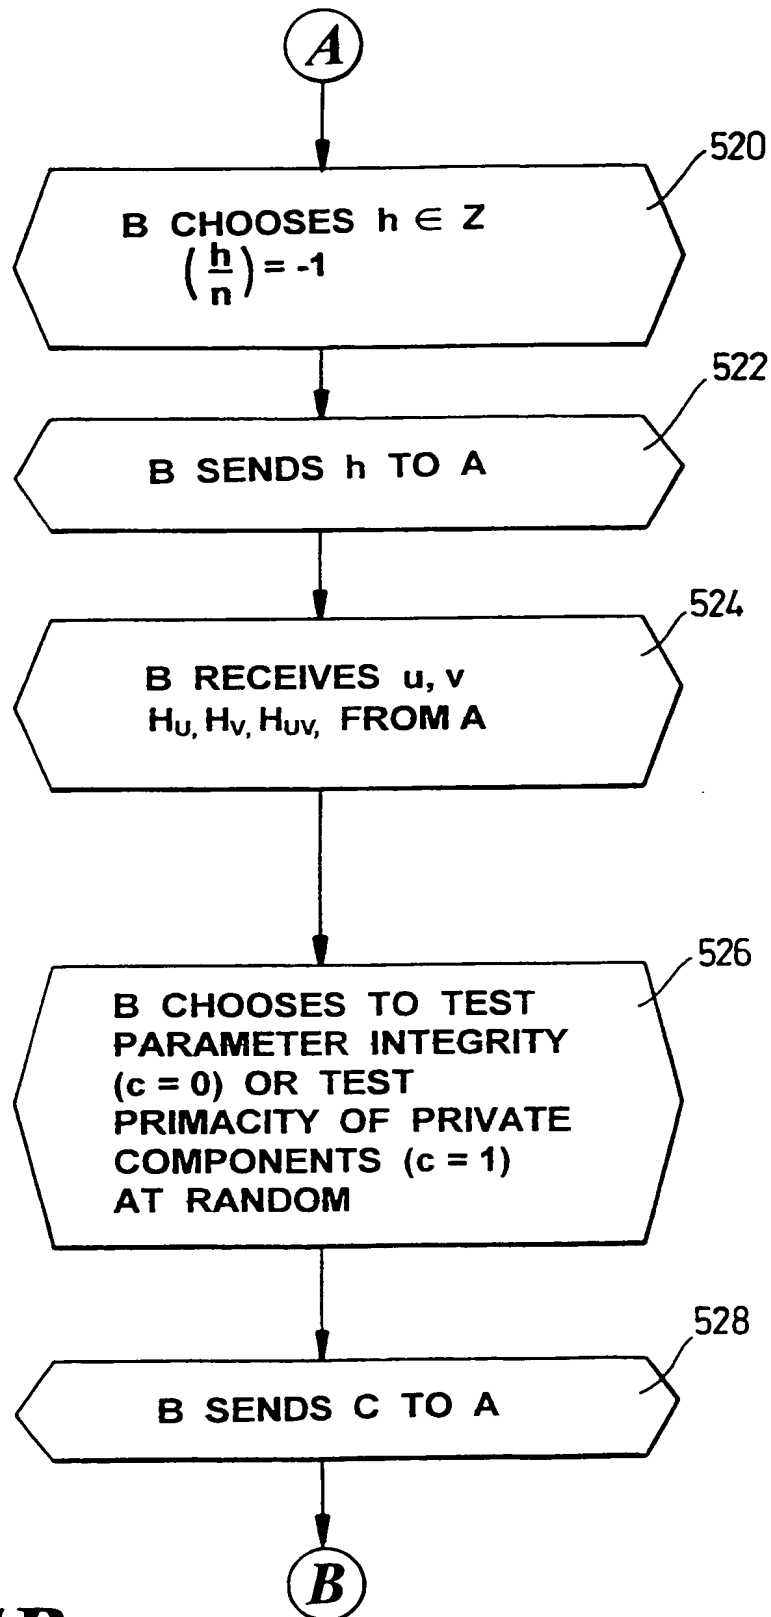 A
520
B CHOOSES h ∈ Z
(h/n) = -1
522
B SENDS h TO A
524
B RECEIVES u, v
HU, HV, HUV, FROM A
526
B CHOOSES TO TEST
PARAMETER INTEGRITY
(c = 0) OR TEST
PRIMACITY OF PRIVATE
COMPONENTS (c = 1)
AT RANDOM
528
B SENDS C TO A
B